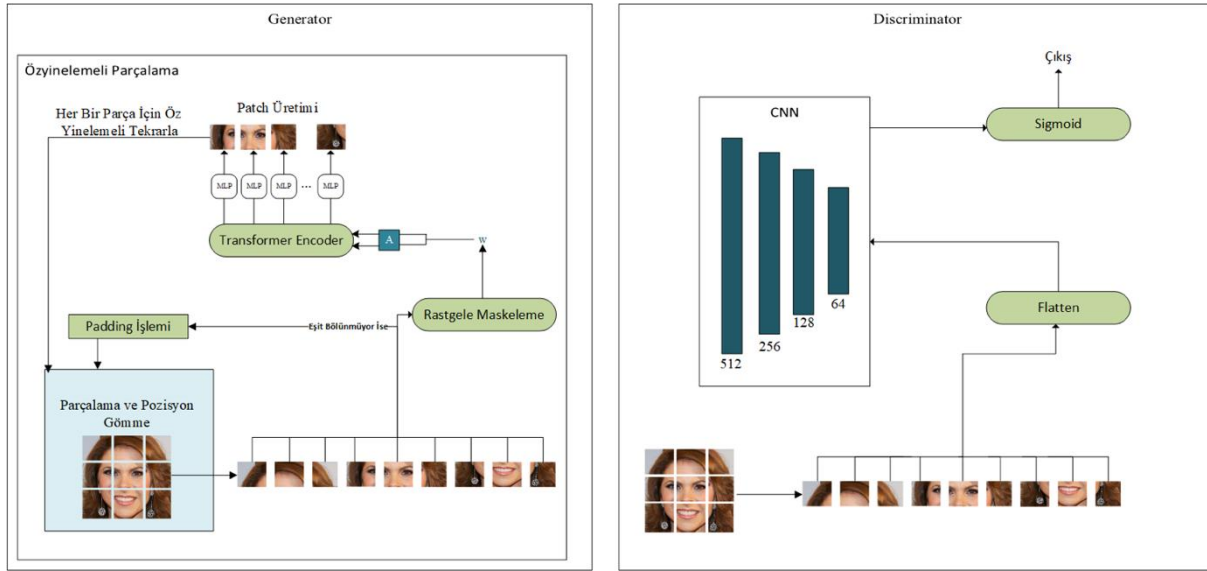 Generator
Özyinelemeli Parçalama
Her Bir Parça İçin Öz
Yinelemeli Tekrarla
Patch Üretimi
MLP
MLP
MLP
...
MLP
Transformer Encoder
A
w
Rastgele Maskeleme
Eşit Bölünmüyor İse
Padding İşlemi
Parçalama ve Pozisyon
Gömme
Discriminator
Çıkış
Sigmoid
CNN
512
256
128
64
Flatten